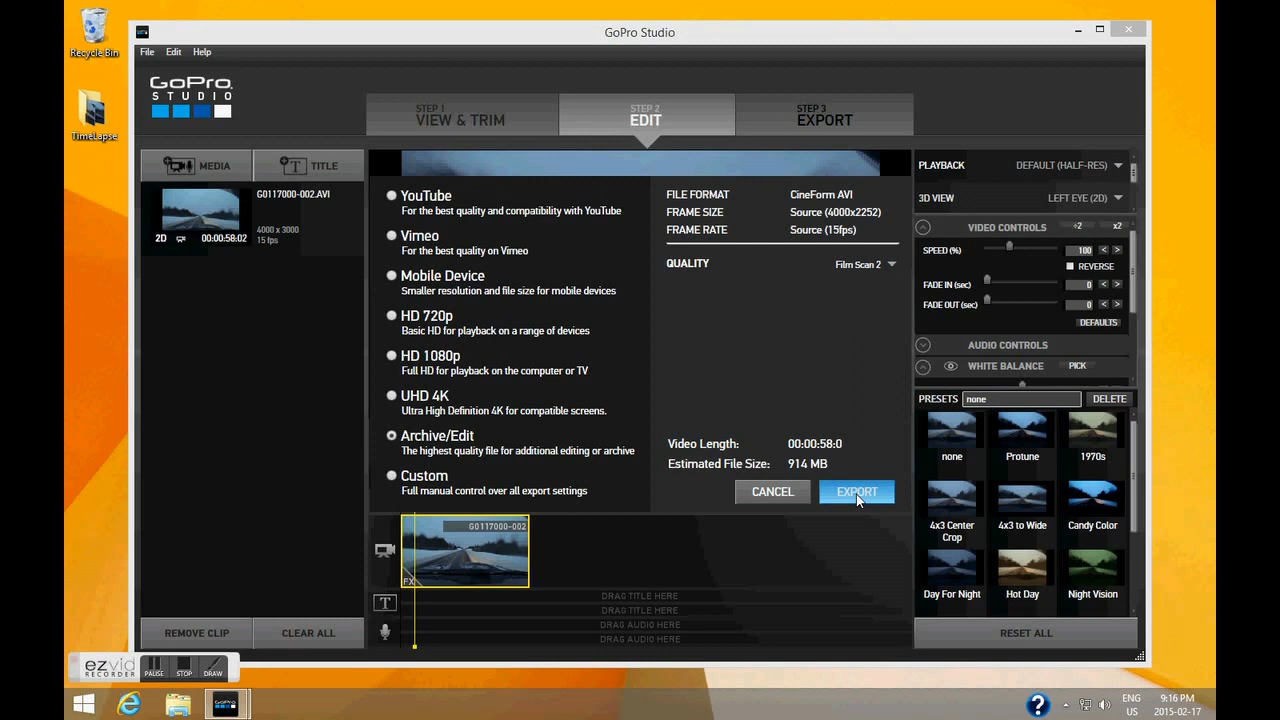 Recycle Bin
TimeLapse
GoPro Studio
File Edit Help
GoPro
STUDIO
STEP 1
VIEW & TRIM
STEP 2
EDIT
STEP 3
EXPORT
MEDIA
TITLE
G0117000-002.AVI
4000 x 3000
15 fps
2D 00:00:58:02
YouTube
For the best quality and compatibility with YouTube
Vimeo
For the best quality on Vimeo
Mobile Device
Smaller resolution and file size for mobile devices
HD 720p
Basic HD for playback on a range of devices
HD 1080p
Full HD for playback on the computer or TV
UHD 4K
Ultra High Definition 4K for compatible screens.
Archive/Edit
The highest quality file for additional editing or archive
Custom
Full manual control over all export settings
FILE FORMAT CineForm AVI
FRAME SIZE Source (4000x2252)
FRAME RATE Source (15fps)
QUALITY Film Scan 2
Video Length: 00:00:58:0
Estimated File Size: 914 MB
CANCEL
EXPORT
PLAYBACK DEFAULT (HALF-RES)
3D VIEW LEFT EYE (2D)
VIDEO CONTROLS ÷2 x2
SPEED (%) 100 < >
REVERSE
FADE IN (sec) 0 < >
FADE OUT (sec) 0 < >
DEFAULTS
AUDIO CONTROLS
WHITE BALANCE PICK
PRESETS none DELETE
none Protune 1970s
4x3 Center Crop
4x3 to Wide
Candy Color
Day For Night Hot Day Night Vision
G0117000-002
FX
T
DRAG TITLE HERE
DRAG TITLE HERE
DRAG AUDIO HERE
DRAG AUDIO HERE
REMOVE CLIP CLEAR ALL
RESET ALL
ezvid
RECORDER
PAUSE STOP DRAW
GoPro
?
ENG
US
9:16 PM
2015-02-17